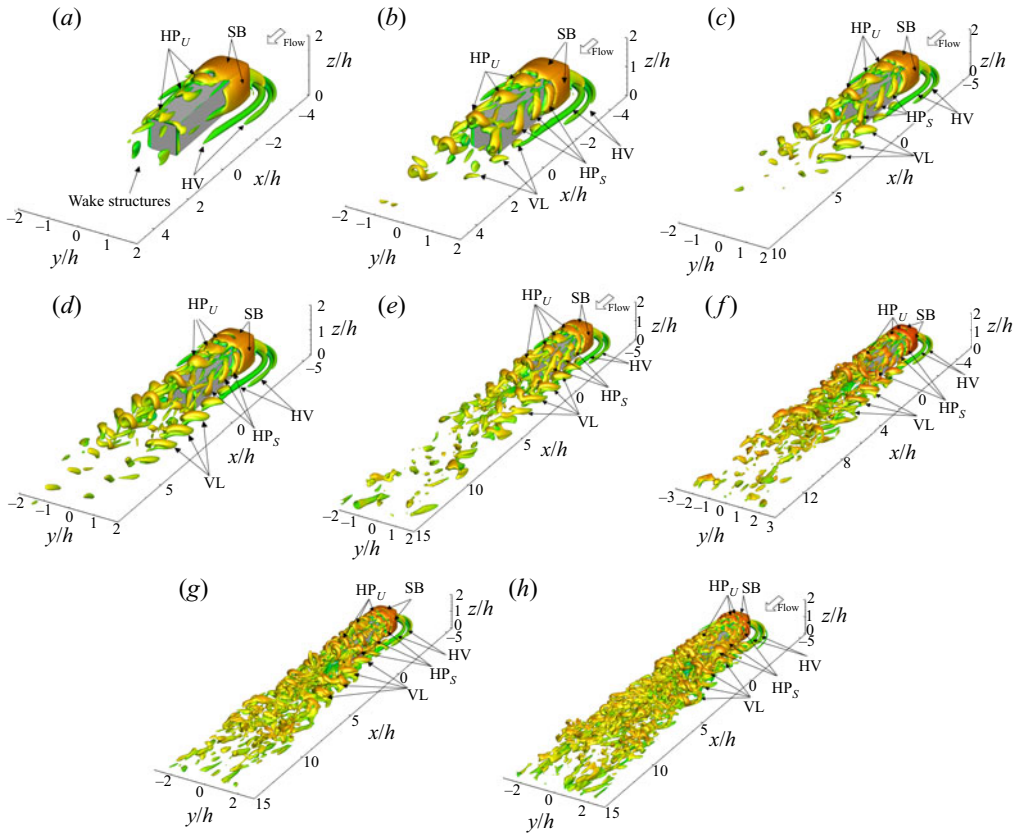 (a)
HP_U
SB
Flow
2
1
z/h
0
–4
–2
0
x/h
2
4
HV
Wake structures
–2
–1
0
1
2
y/h
(b)
HP_U
SB
Flow
2
1
z/h
0
–4
–2
0
x/h
2
4
HV
HP_S
VL
–2
–1
0
1
2
y/h
(c)
HP_U
SB
Flow
2
1
z/h
0
–5
0
x/h
5
10
HP_S
HV
VL
–2
–1
0
1
2
y/h
(d)
HP_U
SB
2
1
z/h
0
–5
0
x/h
5
HV
HP_S
VL
–2
–1
0
1
2
y/h
(e)
HP_U
SB
Flow
2
1
z/h
0
–5
0
5
x/h
10
15
HV
HP_S
VL
–2
–1
0
1
2
y/h
(f)
HP_U
SB
2
1
z/h
0
–4
0
4
x/h
8
12
HV
VL
–3
–2
–1
0
1
2
3
y/h
(g)
HP_U
SB
2
1
z/h
0
–5
0
5
x/h
10
15
HV
HP_S
VL
–2
0
2
y/h
(h)
HP_U
SB
Flow
2
1
z/h
0
–5
0
5
x/h
10
15
HV
HP_S
VL
–2
0
2
y/h